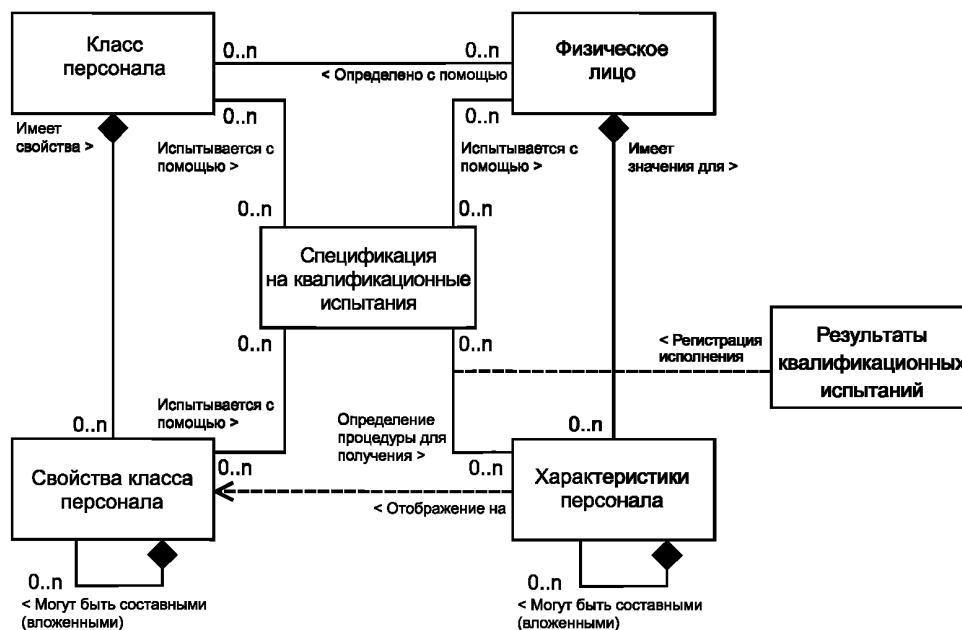 Класс
персонала
0..n
0..n
Физическое
лицо
< Определено с помощью
0..n
0..n
Имеет
свойства >
Испытывается с
помощью >
Испытывается с
помощью >
Имеет
значения для >
0..n
0..n
Спецификация
на квалификационные
испытания
0..n
0..n
< Регистрация
исполнения
Результаты
квалификационных
испытаний
Испытывается с
помощью >
Определение
процедуры для
получения >
0..n
0..n
Свойства класса
персонала
0..n
0..n
Характеристики
персонала
< Отображение на
0..n
0..n
< Могут быть составными
(вложенными)
< Могут быть составными
(вложенными)